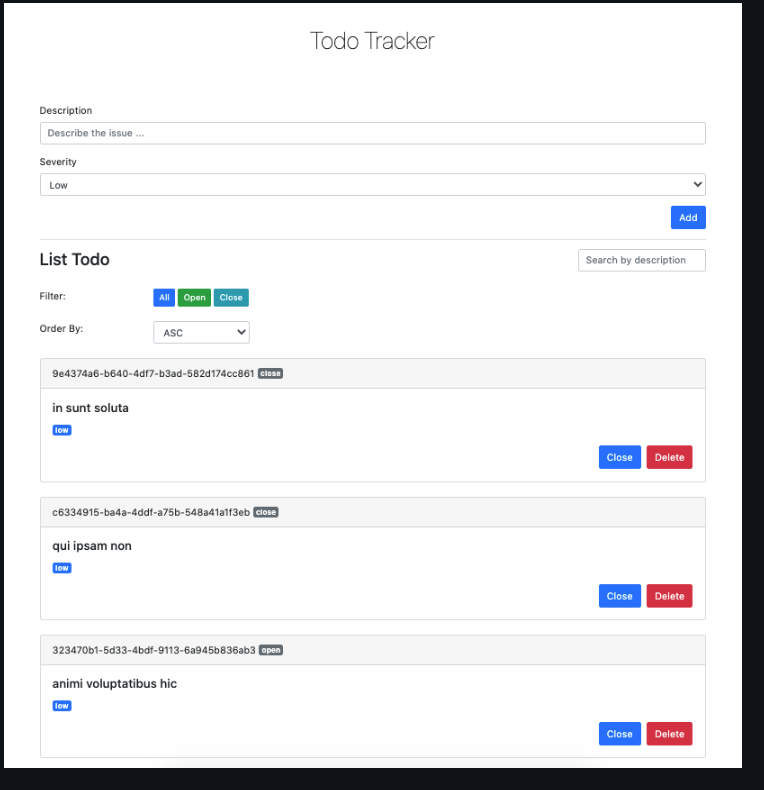 Todo Tracker
Description
Describe the issue ...
Severity
Low
Add
List Todo
Search by description
Filter:
All Open Close
Order By:
ASC
9e4374a6-b640-4df7-b3ad-582d174cc861 close
in sunt soluta
low
Close Delete
c6334915-ba4a-4ddf-a75b-548a41a1f3eb close
qui ipsam non
low
Close Delete
323470b1-5d33-4bdf-9113-6a945b836ab3 open
animi voluptatibus hic
low
Close Delete